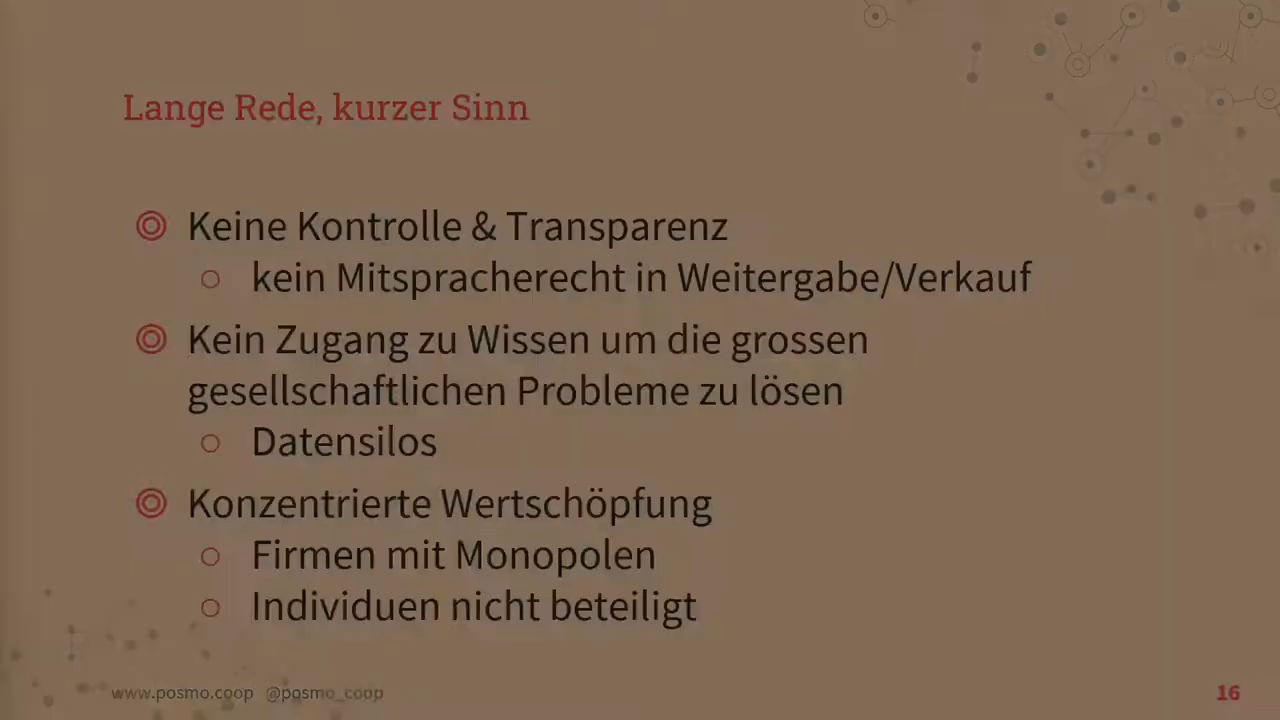 Lange Rede, kurzer Sinn
Keine Kontrolle & Transparenz
kein Mitspracherecht in Weitergabe/Verkauf
Kein Zugang zu Wissen um die grossen
gesellschaftlichen Probleme zu lösen
Datensilos
Konzentrierte Wertschöpfung
Firmen mit Monopolen
Individuen nicht beteiligt
www.posmo.coop @posmo_coop
16